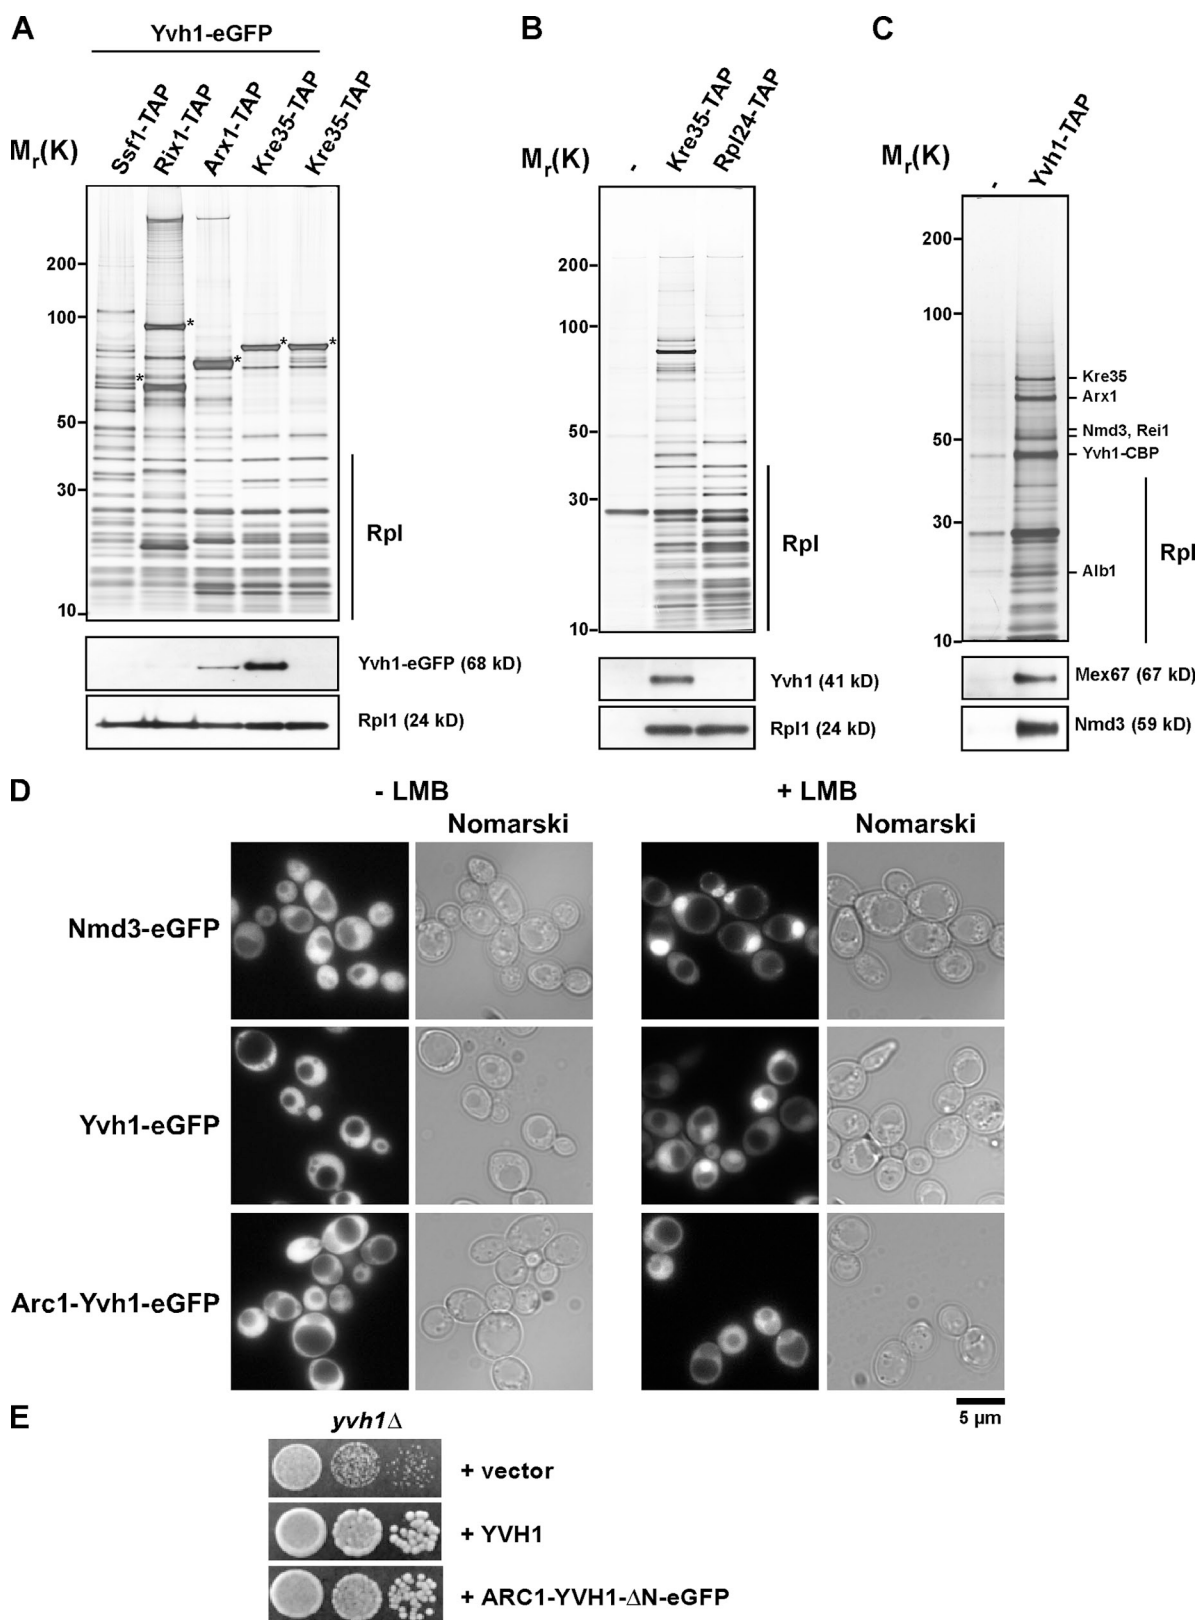 A
Yvh1-eGFP
Ssf1-TAP
Rix1-TAP
Arx1-TAP
Kre35-TAP
Kre35-TAP
Mr(K)
200
100
50
30
10
*
*
*
*
*
Rpl
Yvh1-eGFP (68 kD)
Rpl1 (24 kD)
B
-
Kre35-TAP
Rpl24-TAP
Mr(K)
200
100
50
30
10
Rpl
Yvh1 (41 kD)
Rpl1 (24 kD)
C
-
Yvh1-TAP
Mr(K)
200
100
50
30
10
Kre35
Arx1
Nmd3, Rei1
Yvh1-CBP
Alb1
Rpl
Mex67 (67 kD)
Nmd3 (59 kD)
D
- LMB
+ LMB
Nomarski
Nomarski
Nmd3-eGFP
Yvh1-eGFP
Arc1-Yvh1-eGFP
5 µm
E
yvh1Δ
+ vector
+ YVH1
+ ARC1-YVH1-ΔN-eGFP